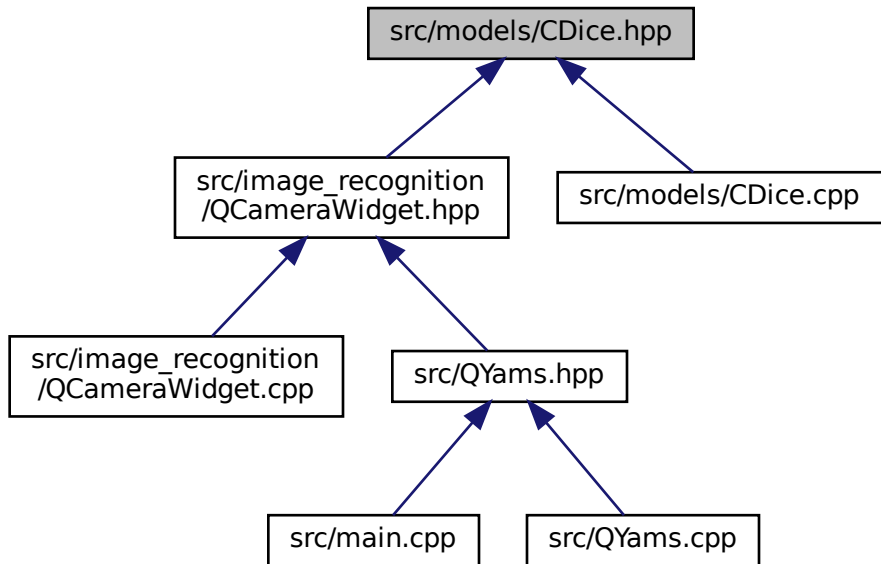 src/models/CDice.hpp
src/image_recognition
/QCameraWidget.hpp
src/models/CDice.cpp
src/image_recognition
/QCameraWidget.cpp
src/QYams.hpp
src/main.cpp
src/QYams.cpp